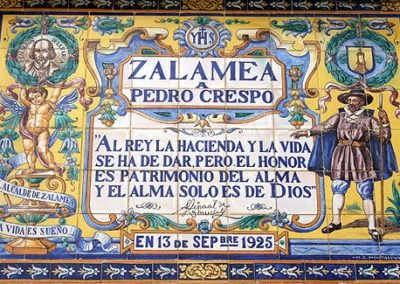 YHS
ZALAMEA
A
PEDRO CRESPO
"AL REY LA HACIENDA Y LA VIDA
SE HA DE DAR, PERO EL HONOR
ES PATRIMONIO DEL ALMA
Y EL ALMA SOLO ES DE DIOS"
ALCALDE DE ZALAMEA
LA VIDA ES SUEÑO
EN 13 DE SEPBRE 1925